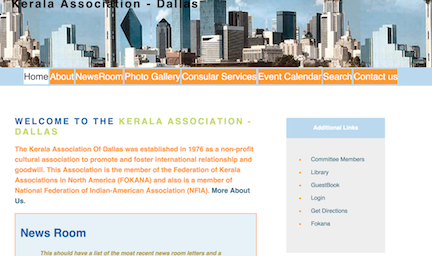 Kerala Association - Dallas
Home About NewsRoom Photo Gallery Consular Services Event Calendar Search Contact us
WELCOME TO THE KERALA ASSOCIATION -
DALLAS
The Kerala Association Of Dallas was established in 1976 as a non-profit
cultural association to promote and foster international relationship and
goodwill. This Association is the member of the Federation of Kerala
Associations in North America (FOKANA) and also is a member of
National Federation of Indian-American Association (NFIA). More About
Us.
News Room
This should have a list of the most recent news room letters and a
Additional Links
Committee Members
Library
GuestBook
Login
Get Directions
Fokana